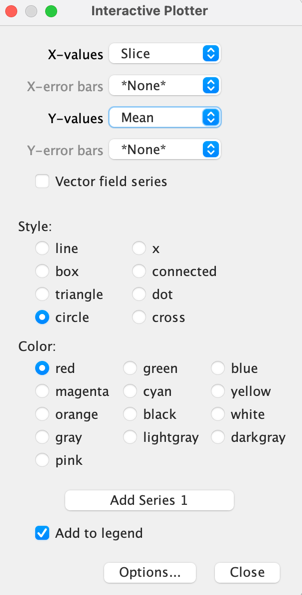 Interactive Plotter
X-values Slice
X-error bars *None*
Y-values Mean
Y-error bars *None*
Vector field series
Style:
line x
box connected
triangle dot
circle cross
Color:
red green blue
magenta cyan yellow
orange black white
gray lightgray darkgray
pink
Add Series 1
Add to legend
Options... Close